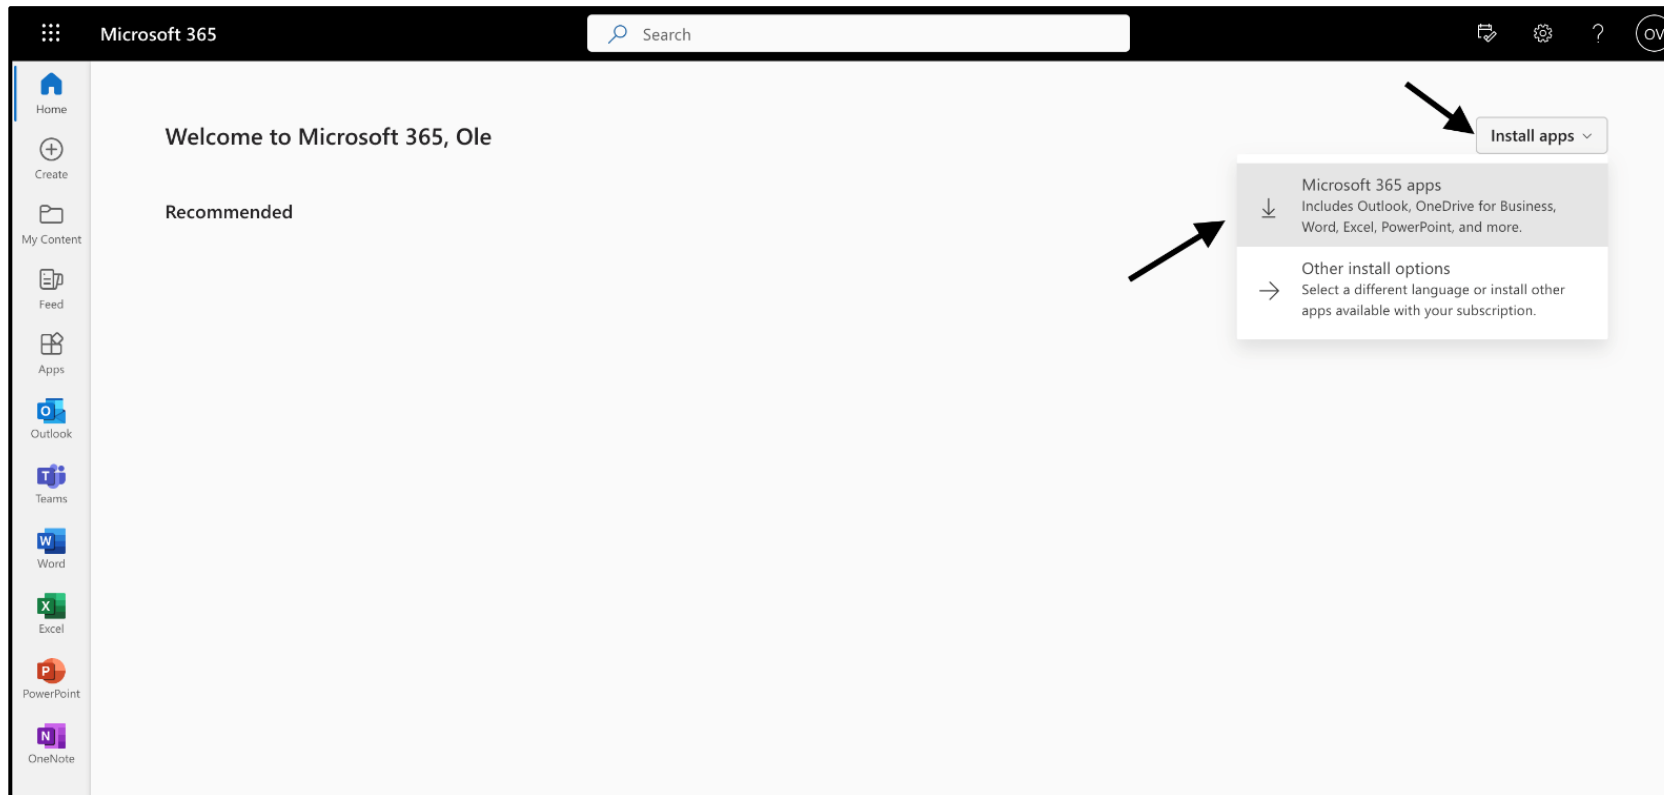 Microsoft 365
Search
OV
Home
Create
My Content
Feed
Apps
Outlook
Teams
Word
Excel
PowerPoint
OneNote
Welcome to Microsoft 365, Ole
Recommended
Install apps
Microsoft 365 apps
Includes Outlook, OneDrive for Business,
Word, Excel, PowerPoint, and more.
Other install options
Select a different language or install other
apps available with your subscription.